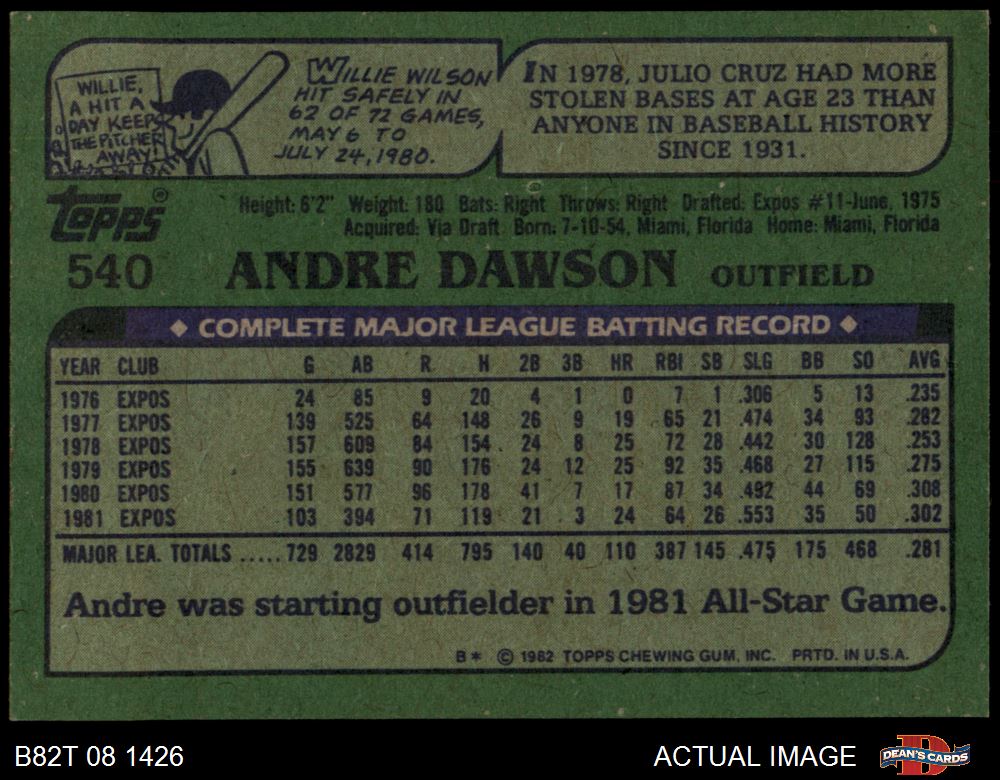 WILLIE,
A HIT A
DAY KEEPS
THE PITCHER
AWAY!
WILLIE WILSON
HIT SAFELY IN
62 OF 72 GAMES,
MAY 6 TO
JULY 24, 1980.
IN 1978, JULIO CRUZ HAD MORE
STOLEN BASES AT AGE 23 THAN
ANYONE IN BASEBALL HISTORY
SINCE 1931.
TOPPS®
Height: 6'2" Weight: 180 Bats: Right Throws: Right Drafted: Expos #11-June, 1975
Acquired: Via Draft Born: 7-10-54, Miami, Florida Home: Miami, Florida
540 ANDRE DAWSON OUTFIELD
◆ COMPLETE MAJOR LEAGUE BATTING RECORD ◆
YEAR CLUB G AB R H 2B 3B HR RBI SB SLG BB SO AVG
1976 EXPOS 24 85 9 20 4 1 0 7 1 .306 5 13 .235
1977 EXPOS 139 525 64 148 26 9 19 65 21 .474 34 93 .282
1978 EXPOS 157 609 84 154 24 8 25 72 28 .442 30 128 .253
1979 EXPOS 155 639 90 176 24 12 25 92 35 .468 27 115 .275
1980 EXPOS 151 577 96 178 41 7 17 87 34 .492 44 69 .308
1981 EXPOS 103 394 71 119 21 3 24 64 26 .553 35 50 .302
MAJOR LEA. TOTALS ..... 729 2829 414 795 140 40 110 387 145 .475 175 468 .281
Andre was starting outfielder in 1981 All-Star Game.
B* © 1982 TOPPS CHEWING GUM, INC. PRTD. IN U.S.A.
B82T 08 1426
ACTUAL IMAGE
D
DEAN'S CARDS